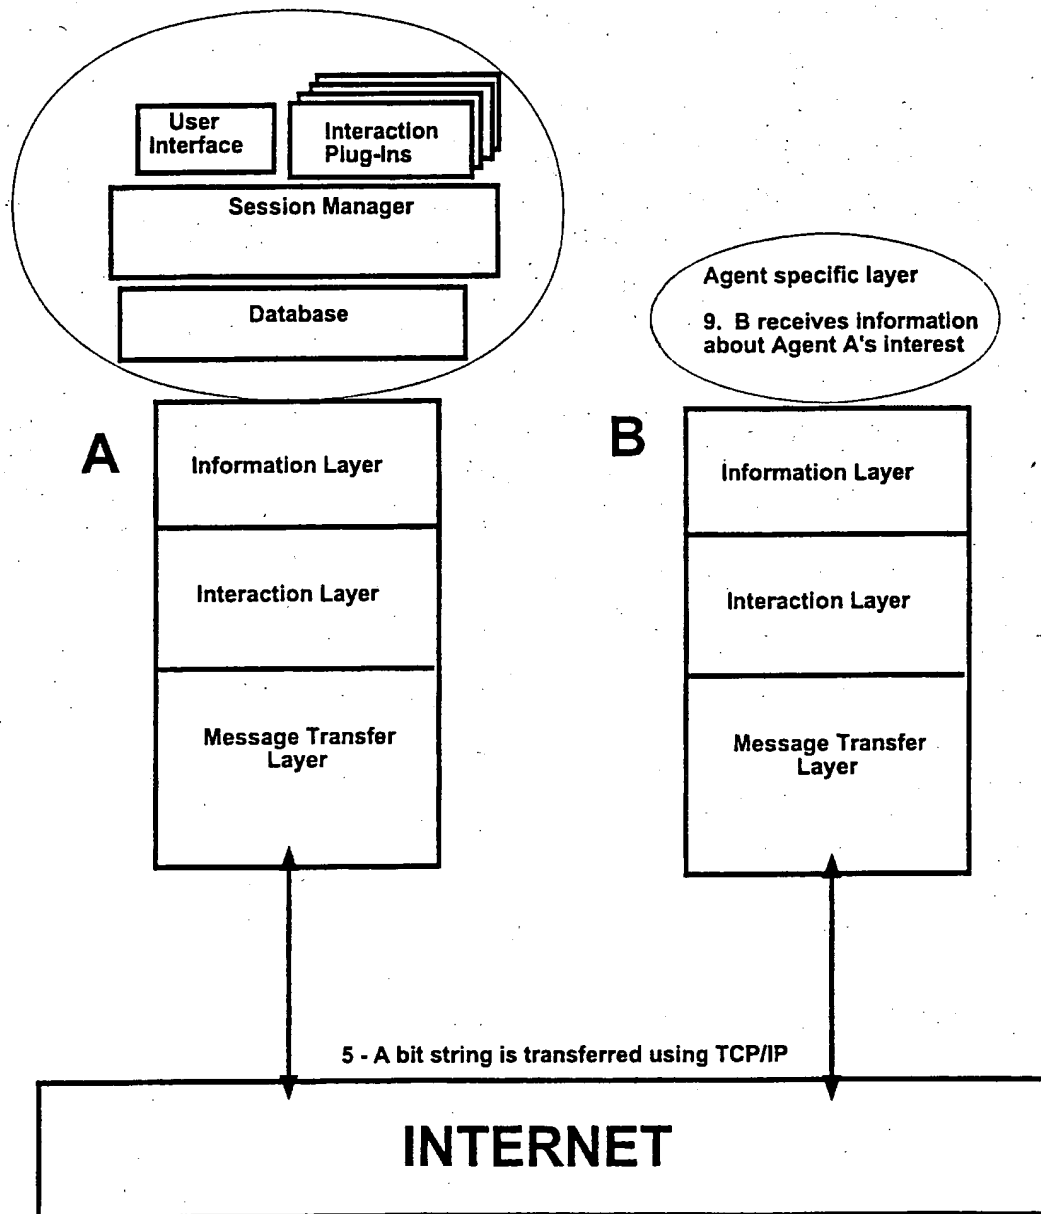 User
Interface
Interaction
Plug-Ins
Session Manager
Database
Agent specific layer
9. B receives information
about Agent A's interest
A
B
Information Layer
Information Layer
Interaction Layer
Interaction Layer
Message Transfer
Layer
Message Transfer
Layer
5 - A bit string is transferred using TCP/IP
INTERNET